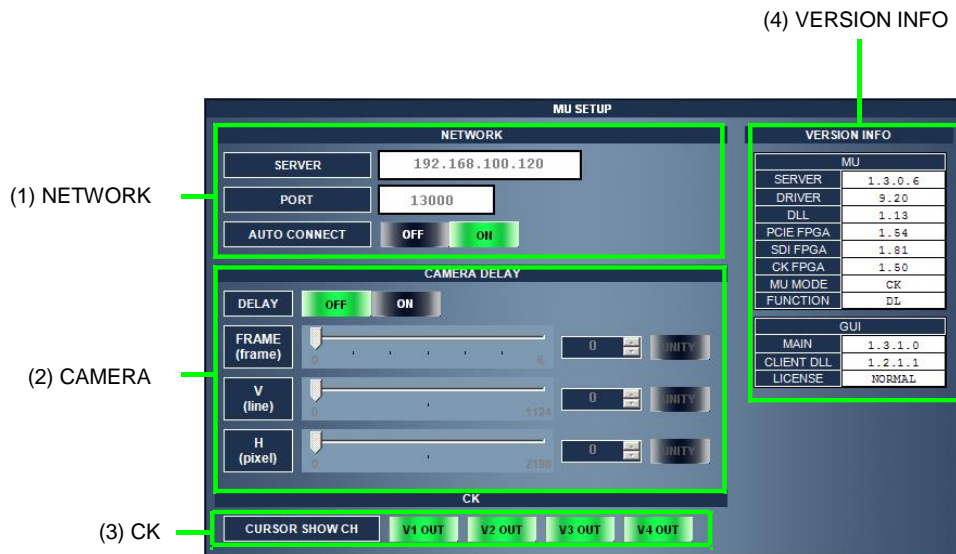 (4) VERSION INFO
MU SETUP
(1) NETWORK
NETWORK
SERVER 192.168.100.120
PORT 13000
AUTO CONNECT OFF ON
(2) CAMERA
CAMERA DELAY
DELAY OFF ON
FRAME
(frame)
0 6 0 UNITY
V
(line)
0 1124 0 UNITY
H
(pixel)
0 2198 0 UNITY
(3) CK
CK
CURSOR SHOW CH V1 OUT V2 OUT V3 OUT V4 OUT
VERSION INFO
MU
SERVER 1.3.0.6
DRIVER 9.20
DLL 1.13
PCIE FPGA 1.54
SDI FPGA 1.81
CK FPGA 1.50
MU MODE CK
FUNCTION DL
GUI
MAIN 1.3.1.0
CLIENT DLL 1.2.1.1
LICENSE NORMAL